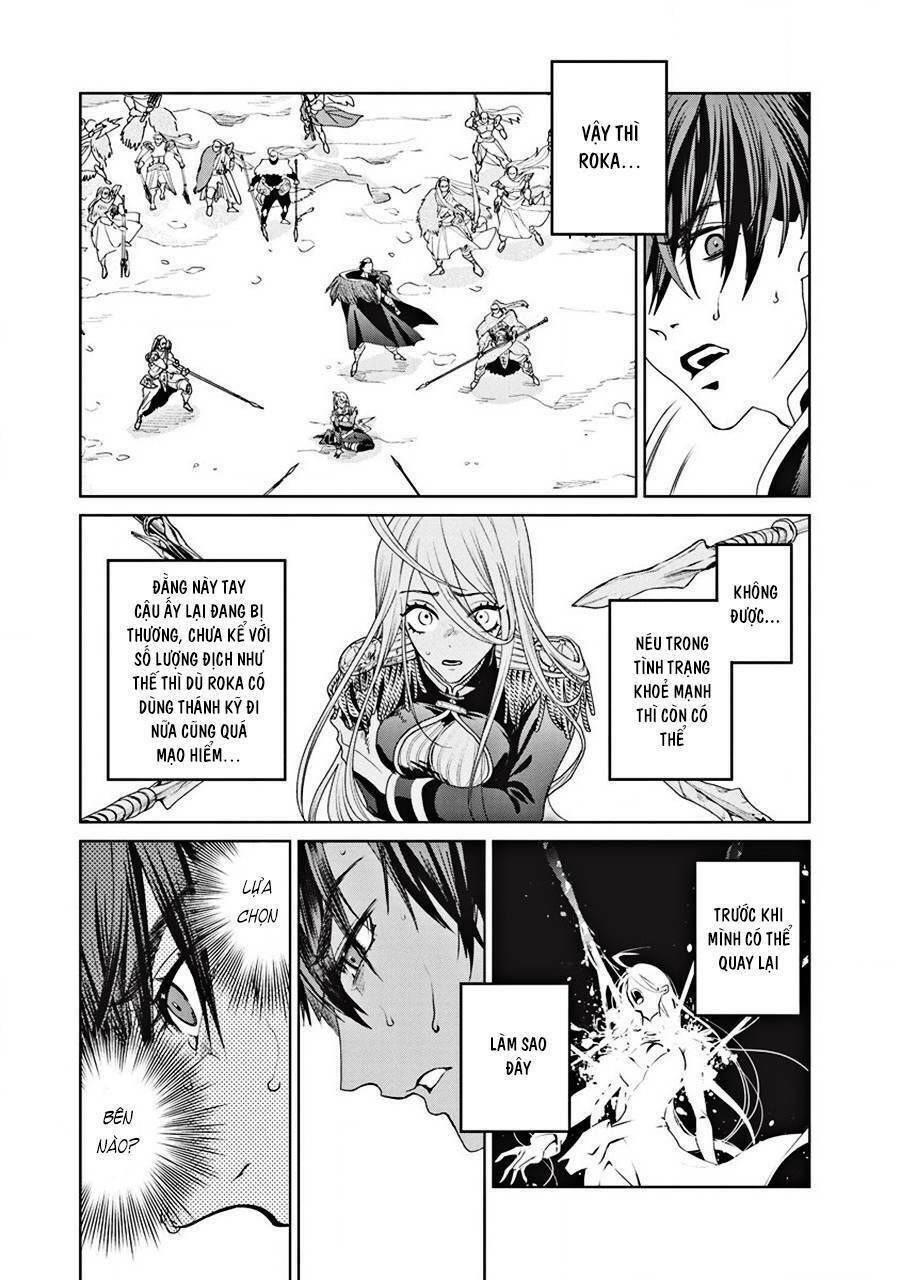 VẬY THÌ
ROKA...
KHÔNG
ĐƯỢC...
NÉU TRONG
TÌNH TRẠNG
KHOẺ MẠNH
THÌ CÒN CÓ
THỂ
ĐẰNG NÀY TAY
CẬU ẤY LẠI ĐANG BỊ
THƯƠNG, CHƯA KỂ VỚI
SỐ LƯỢNG ĐỊCH NHƯ
THẾ THÌ DÙ ROKA CÓ
DÙNG THÁNH KỸ ĐI
NỮA CŨNG QUÁ
MẠO HIỂM...
TRƯỚC KHI
MÌNH CÓ THỂ
QUAY LẠI
LÀM SAO
ĐÂY
LỰA
CHỌN
BÊN
NÀO?